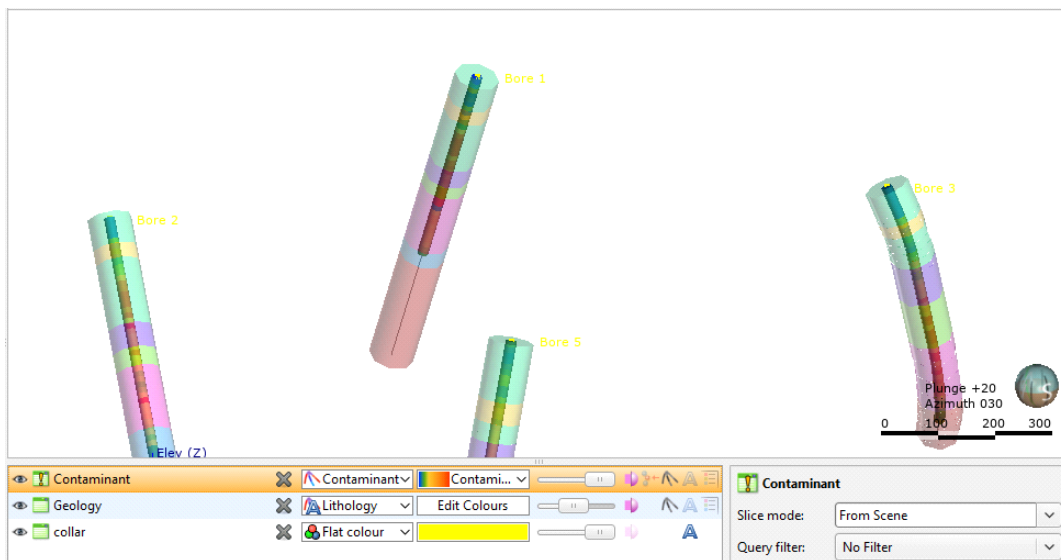 Bore 1
Bore 3
Bore 2
Bore 5
Plunge +20
Azimuth 030
0 100 200 300
Elev (Z)
Contaminant Contaminant Contami...
Geology Lithology Edit Colours
collar Flat colour
Contaminant
Slice mode: From Scene
Query filter: No Filter